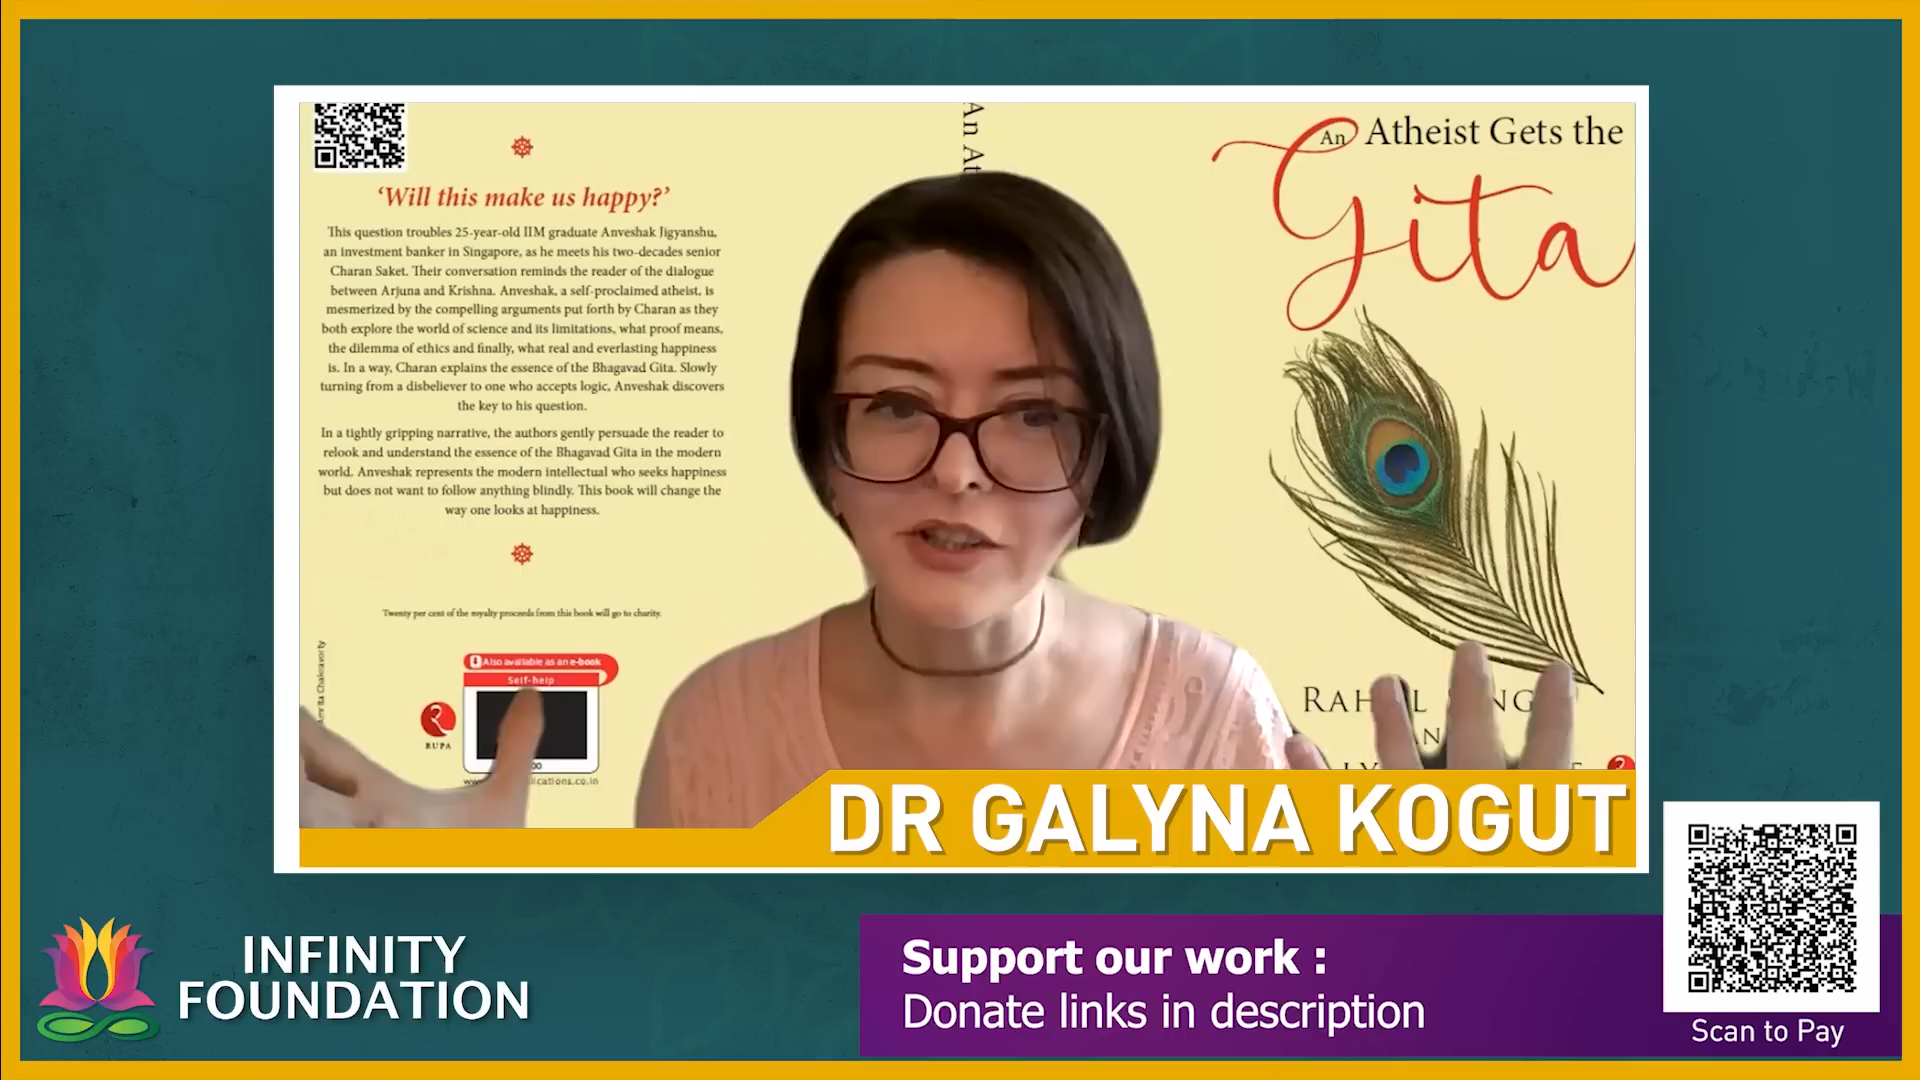 ‘Will this make us happy?’
This question troubles 25-year-old IIM graduate Anveshak Jigyanshu,
an investment banker in Singapore, as he meets his two-decades senior
Charan Saket. Their conversation reminds the reader of the dialogue
between Arjuna and Krishna. Anveshak, a self-proclaimed atheist, is
mesmerized by the compelling arguments put forth by Charan as they
both explore the world of science and its limitations, what proof means,
the dilemma of ethics and finally, what real and everlasting happiness
is. In a way, Charan explains the essence of the Bhagavad Gita. Slowly
turning from a disbeliever to one who accepts logic, Anveshak discovers
the key to his question.
In a tightly gripping narrative, the authors gently persuade the reader to
relook and understand the essence of the Bhagavad Gita in the modern
world. Anveshak represents the modern intellectual who seeks happiness
but does not want to follow anything blindly. This book will change the
way one looks at happiness.
Twenty per cent of the royalty proceeds from this book will go to charity.
Also available as an e-book
Self-help
RUPA
An At
An Atheist Gets the
Gita
DR GALYNA KOGUT
INFINITY
FOUNDATION
Support our work :
Donate links in description
Scan to Pay